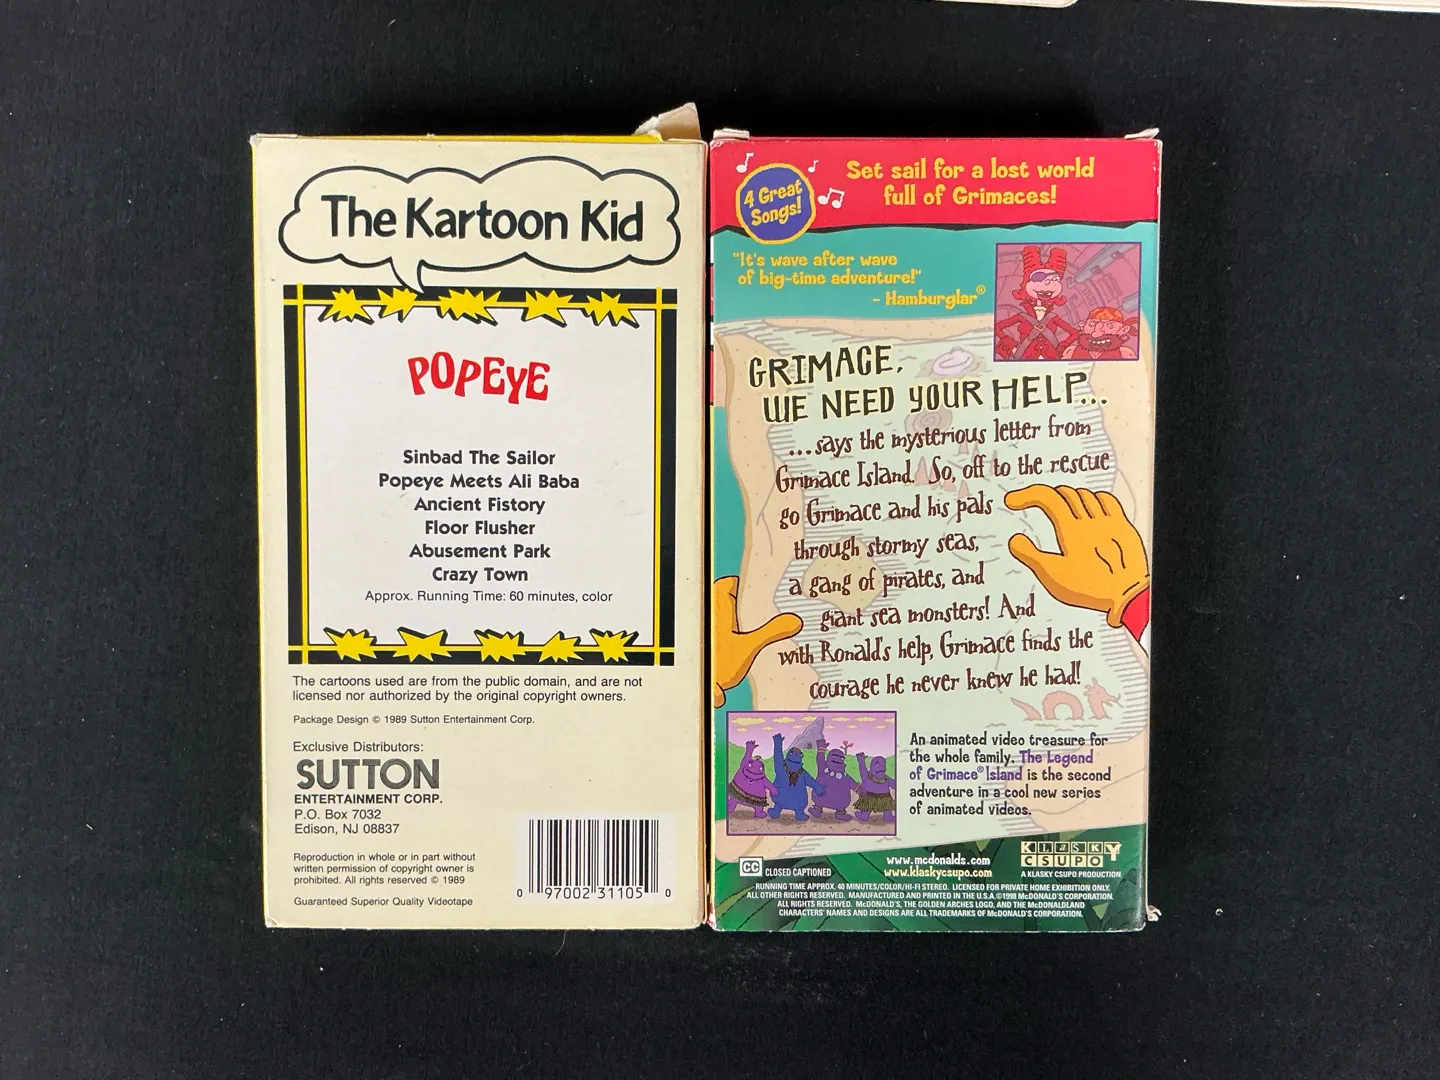 The Kartoon Kid
POPEYE
Sinbad The Sailor
Popeye Meets Ali Baba
Ancient Fistory
Floor Flusher
Abusement Park
Crazy Town
Approx. Running Time: 60 minutes, color
The cartoons used are from the public domain, and are not
licensed nor authorized by the original copyright owners.
Package Design © 1989 Sutton Entertainment Corp.
Exclusive Distributors:
SUTTON
ENTERTAINMENT CORP.
P.O. Box 7032
Edison, NJ 08837
Reproduction in whole or in part without
written permission of copyright owner is
prohibited. All rights reserved © 1989
Guaranteed Superior Quality Videotape
0 97002 31105 0
4 Great
Songs!
Set sail for a lost world
full of Grimaces!
"It's wave after wave
of big-time adventure!"
- Hamburglar®
GRIMACE,
WE NEED YOUR HELP...
...says the mysterious letter from
Grimace Island. So, off to the rescue
go Grimace and his pals
through stormy seas,
a gang of pirates, and
giant sea monsters! And
with Ronald's help, Grimace finds the
courage he never knew he had!
An animated video treasure for
the whole family, The Legend
of Grimace® Island is the second
adventure in a cool new series
of animated videos.
CC CLOSED CAPTIONED
www.mcdonalds.com
www.klaskycsupo.com
KLASKY
CSUPO
A KLASKY CSUPO PRODUCTION
RUNNING TIME APPROX. 40 MINUTES/COLOR/HI-FI STEREO. LICENSED FOR PRIVATE HOME EXHIBITION ONLY.
ALL OTHER RIGHTS RESERVED. MANUFACTURED AND PRINTED IN THE U.S.A. ©1998 McDONALD'S CORPORATION.
ALL RIGHTS RESERVED. McDONALD'S, THE GOLDEN ARCHES LOGO, AND THE McDONALDLAND
CHARACTERS' NAMES AND DESIGNS ARE ALL TRADEMARKS OF McDONALD'S CORPORATION.